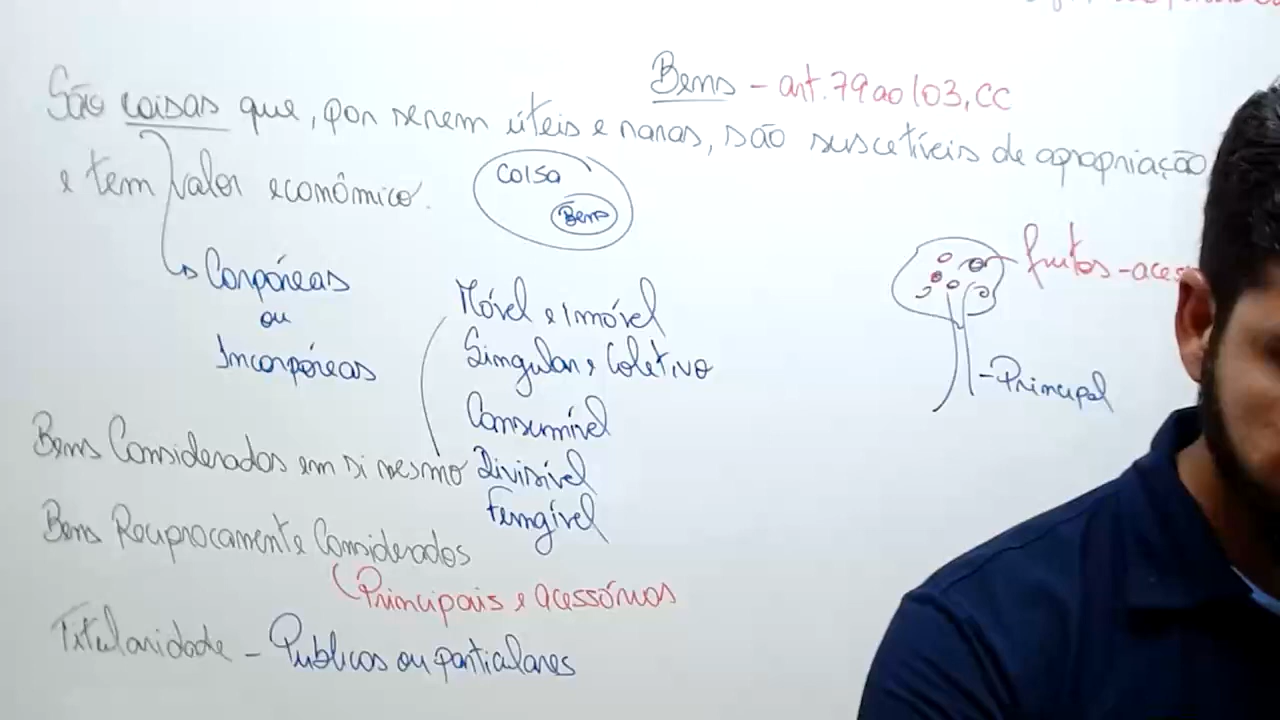 Bens - art. 79 ao 103, CC
São coisas que, por serem úteis e raras, são suscetíveis de apropriação
e tem valor econômico.
Coisa
Bens
Corpóreas
ou
Incorpóreas
Móvel e Imóvel
Singular e Coletivo
Consumível
Divisível
Fungível
frutos - aces
Principal
Bens Considerados em si mesmo
Bens Reciprocamente Considerados
Principais e acessórios
Titularidade - Públicos ou particulares